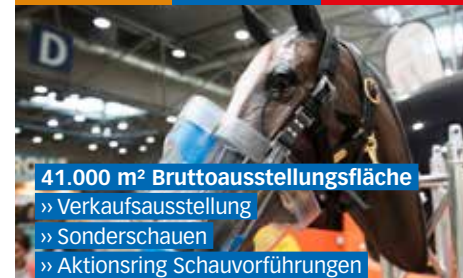 D
41.000 m² Bruttoausstellungsfläche
›› Verkaufsausstellung
›› Sonderschauen
›› Aktionsring Schauvorführungen